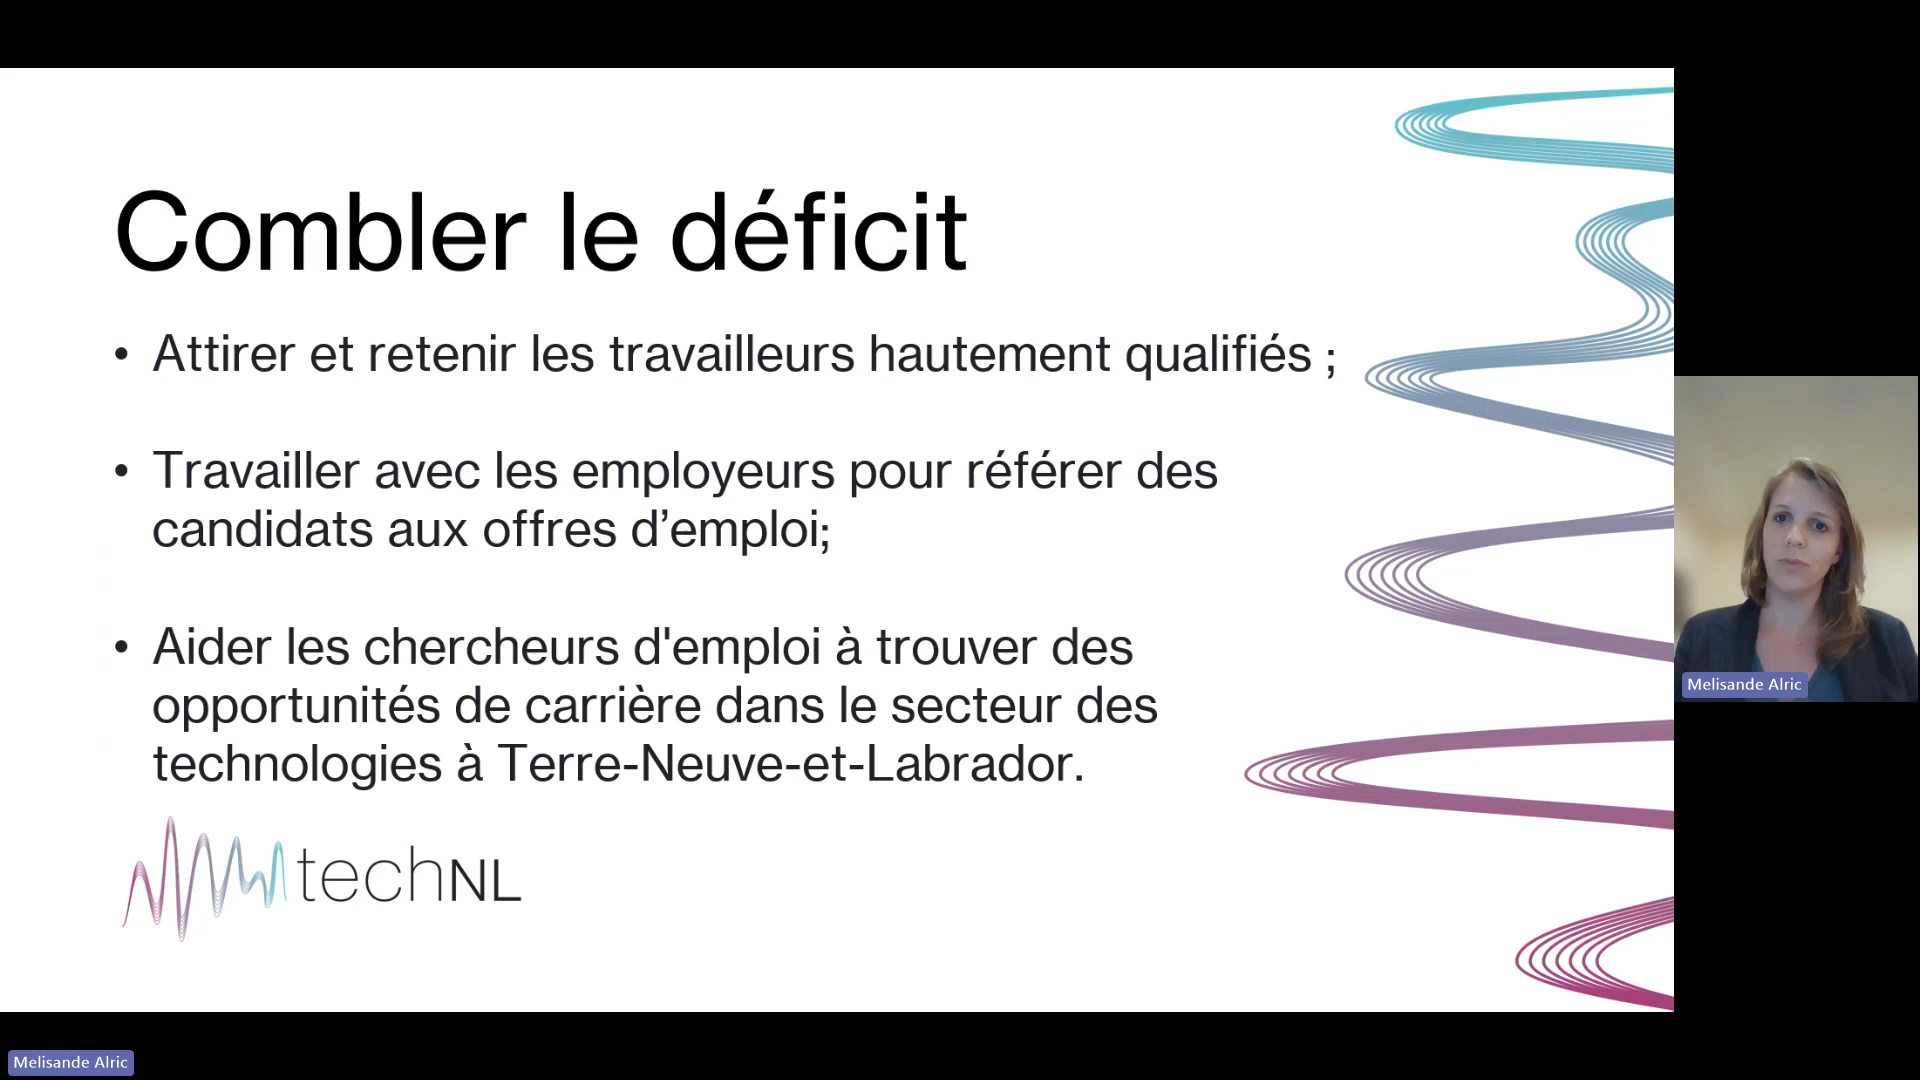 Combler le déficit
• Attirer et retenir les travailleurs hautement qualifiés ;
• Travailler avec les employeurs pour référer des
candidats aux offres d’emploi;
• Aider les chercheurs d'emploi à trouver des
opportunités de carrière dans le secteur des
technologies à Terre-Neuve-et-Labrador.
techNL
Melisande Alric
Melisande Alric